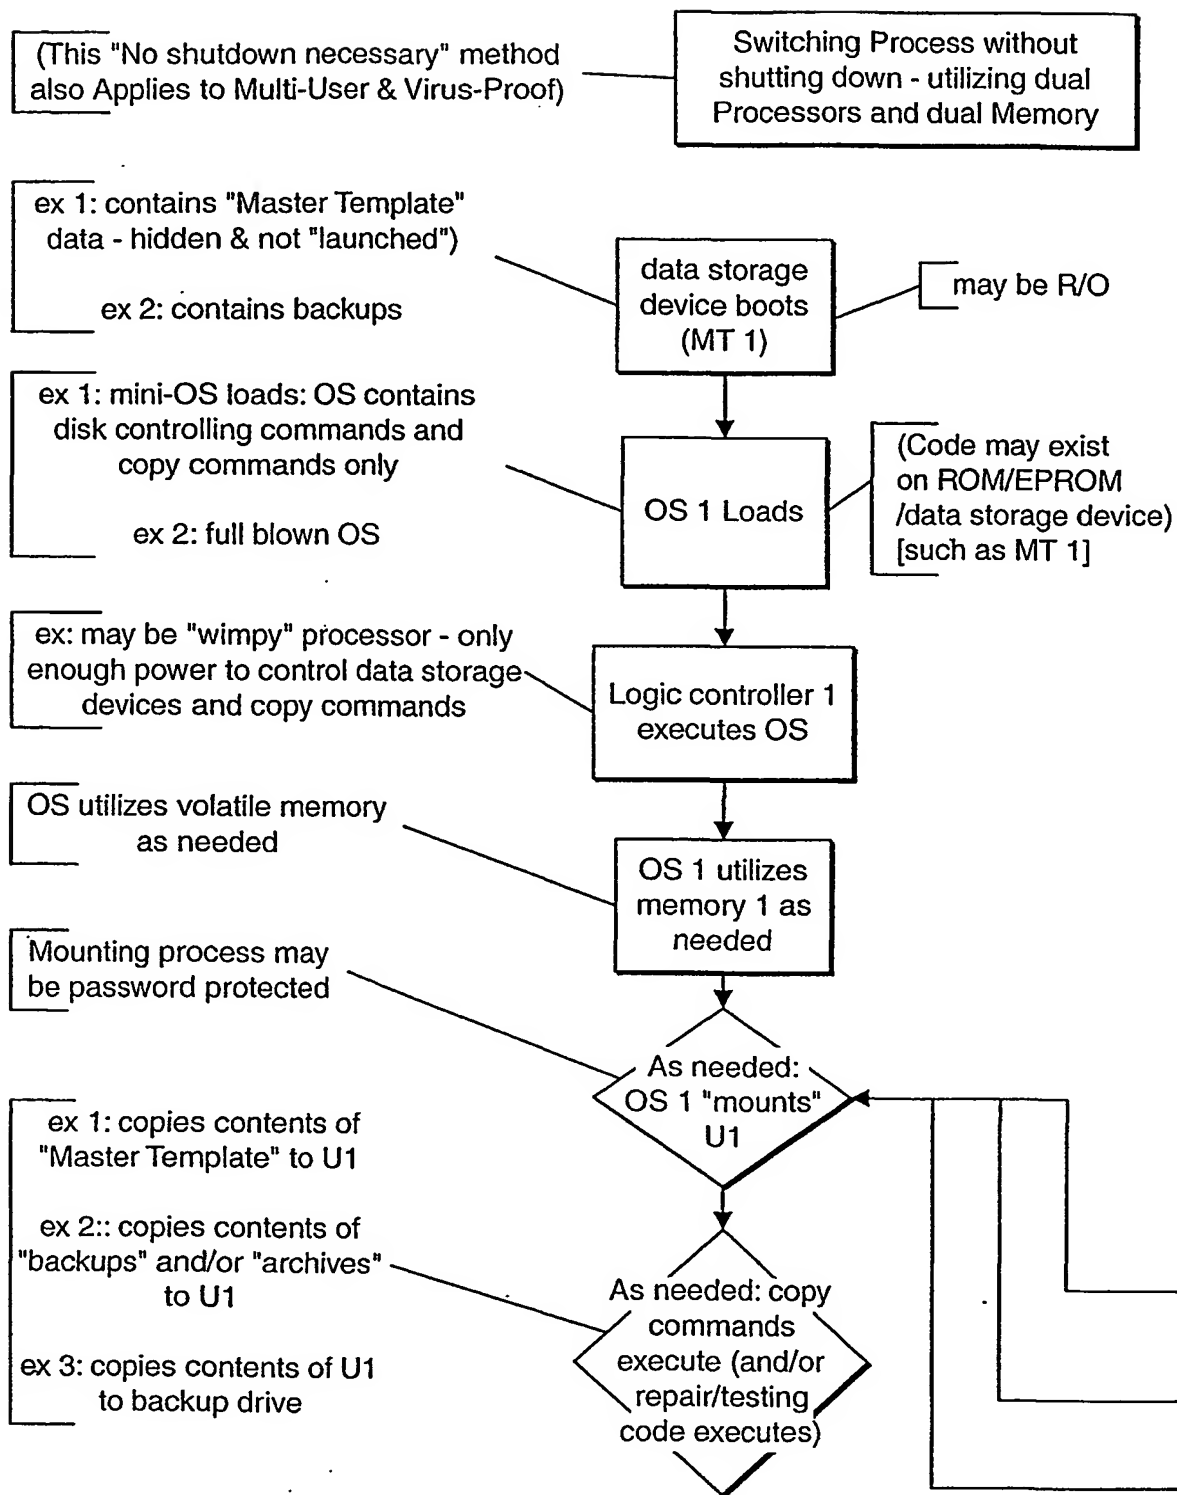 (This "No shutdown necessary" method
also Applies to Multi-User & Virus-Proof)
Switching Process without
shutting down - utilizing dual
Processors and dual Memory
ex 1: contains "Master Template"
data - hidden & not "launched")
ex 2: contains backups
data storage
device boots
(MT 1)
may be R/O
ex 1: mini-OS loads: OS contains
disk controlling commands and
copy commands only
ex 2: full blown OS
OS 1 Loads
(Code may exist
on ROM/EPROM
/data storage device)
[such as MT 1]
ex: may be "wimpy" processor - only
enough power to control data storage
devices and copy commands
Logic controller 1
executes OS
OS utilizes volatile memory
as needed
OS 1 utilizes
memory 1 as
needed
Mounting process may
be password protected
As needed:
OS 1 "mounts"
U1
ex 1: copies contents of
"Master Template" to U1
ex 2:: copies contents of
"backups" and/or "archives"
to U1
ex 3: copies contents of U1
to backup drive
As needed: copy
commands
execute (and/or
repair/testing
code executes)